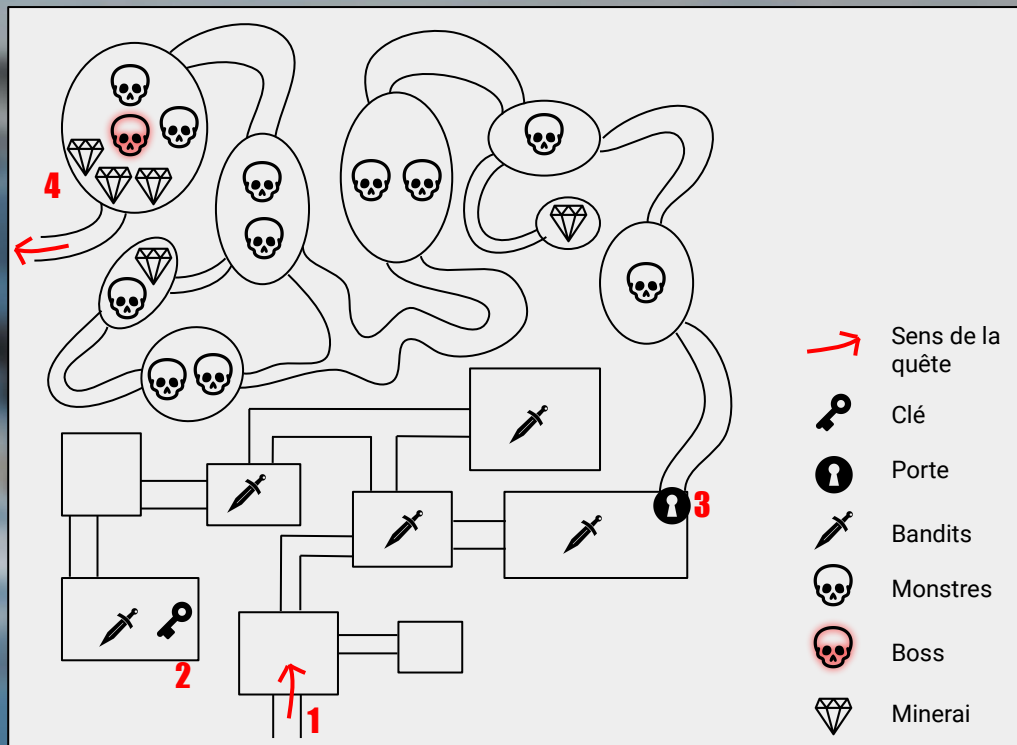 4
Sens de la
quête
Clé
Porte
3
Bandits
Monstres
Boss
2
Minerai
1